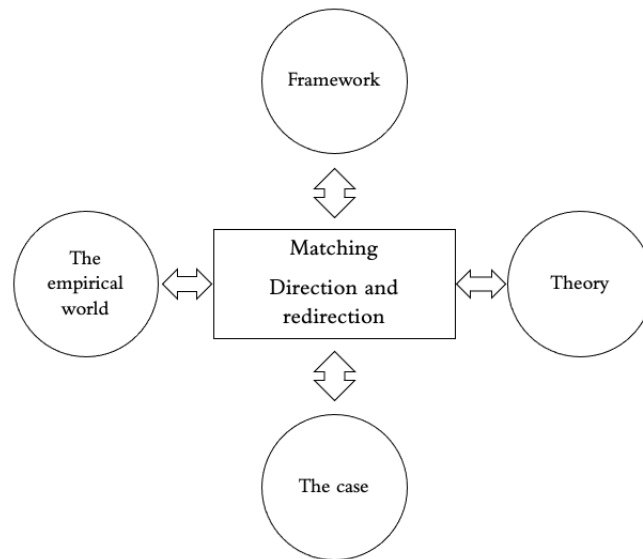 Framework
The
empirical
world
Matching
Direction and
redirection
Theory
The case